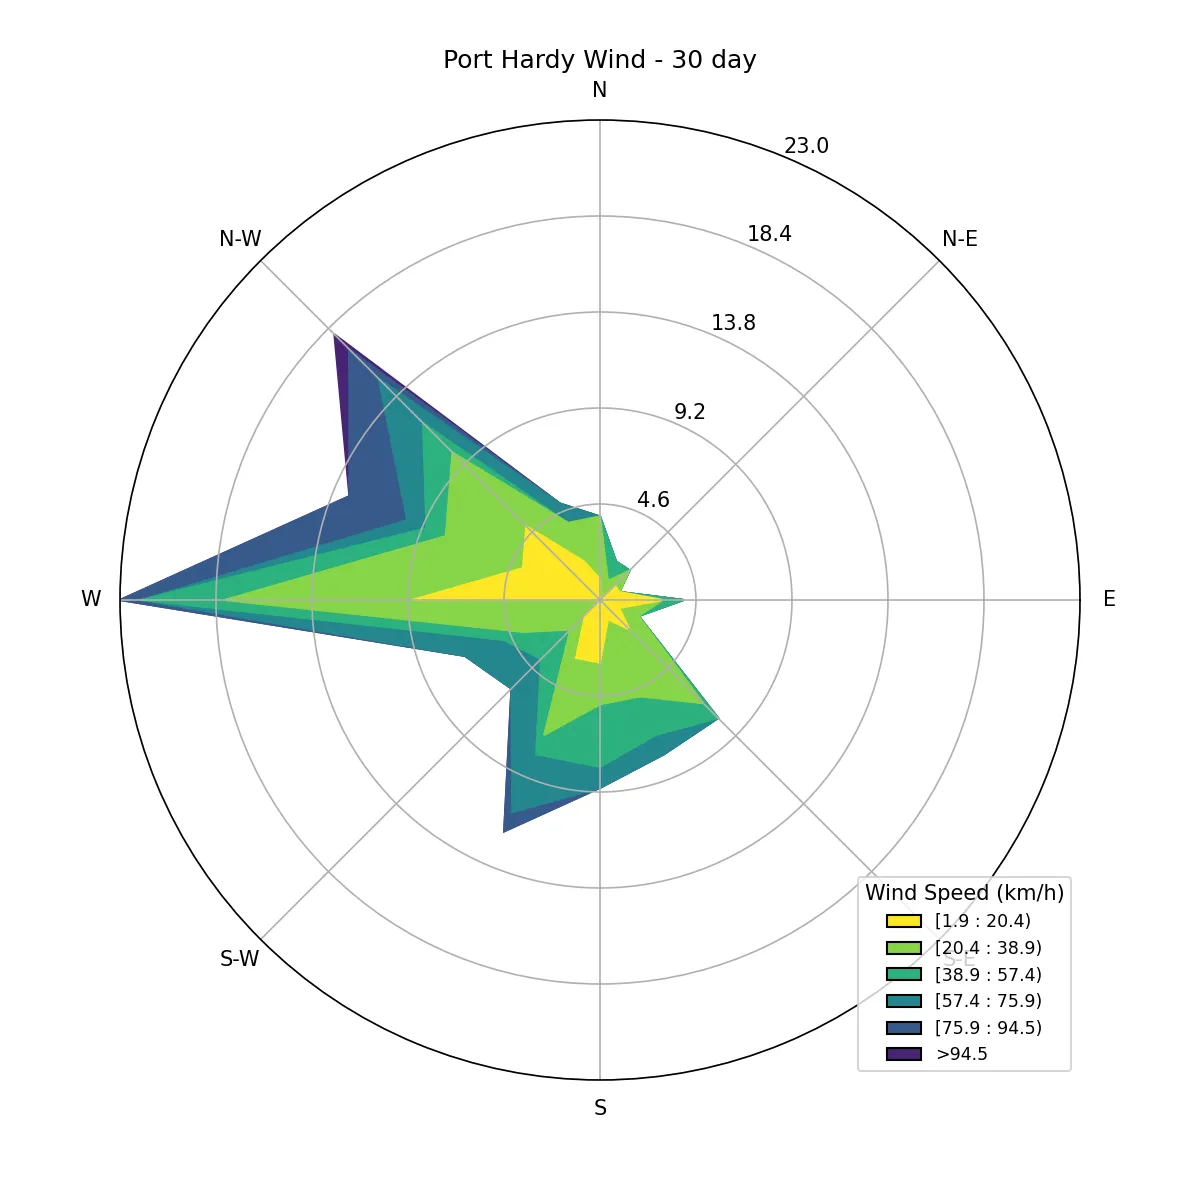 Port Hardy Wind - 30 day
N
23.0
18.4
N-W
N-E
13.8
9.2
4.6
W
E
Wind Speed (km/h)
[1.9 : 20.4)
[20.4 : 38.9)
S-W
S-E
[38.9 : 57.4)
[57.4 : 75.9)
[75.9 : 94.5)
>94.5
S